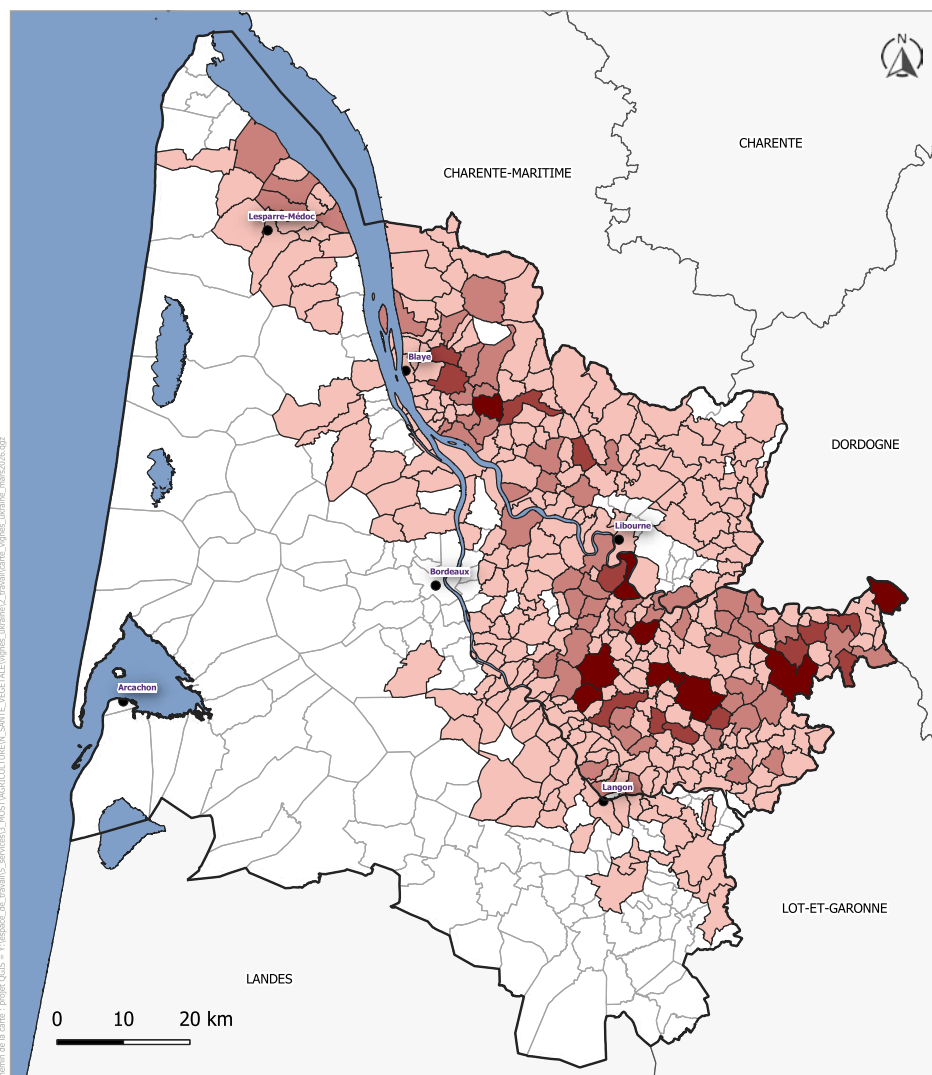 N
CHARENTE
CHARENTE-MARITIME
Lesparre-Médoc
Blaye
DORDOGNE
Libourne
Bordeaux
Arcachon
Langon
LOT-ET-GARONNE
LANDES
0 10 20 km